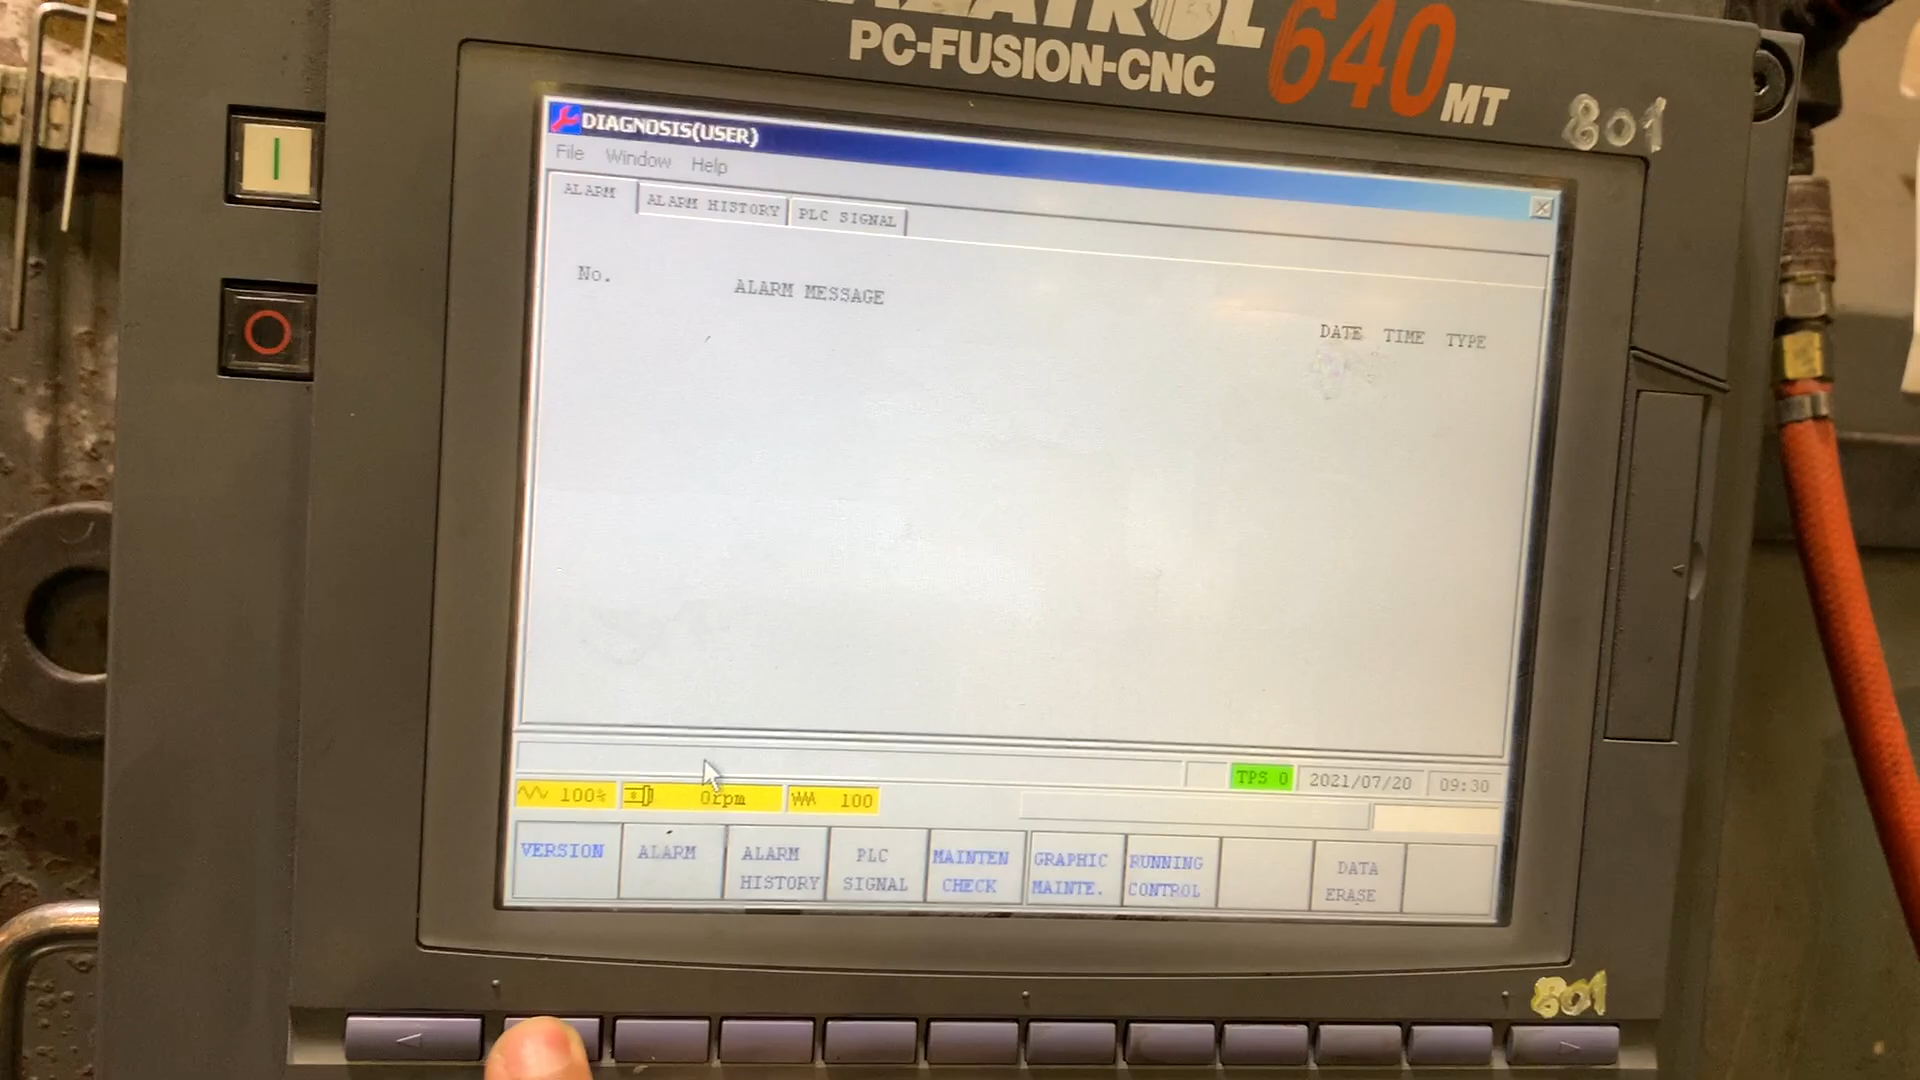 PC-FUSION-CNC
640 MT
801
DIAGNOSIS(USER)
File Window Help
ALARM ALARM HISTORY PLC SIGNAL
No. ALARM MESSAGE DATE TIME TYPE
TPS 0 2021/07/20 09:30
100% 0rpm 100
VERSION ALARM ALARM HISTORY PLC SIGNAL MAINTEN CHECK GRAPHIC MAINTE. RUNNING CONTROL DATA ERASE
801